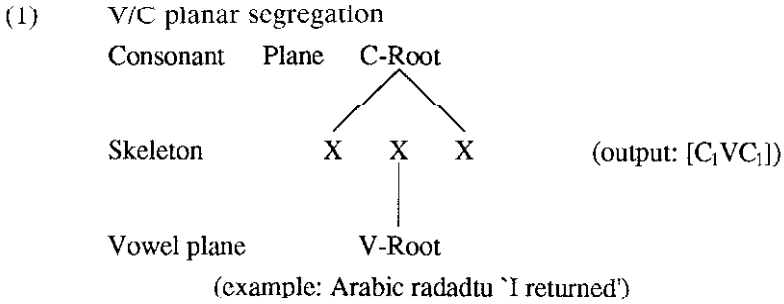 (1) V/C planar segregation
Consonant Plane C-Root
Skeleton X X X (output: [C₁VC₁])
Vowel plane V-Root
(example: Arabic radadtu `I returned')